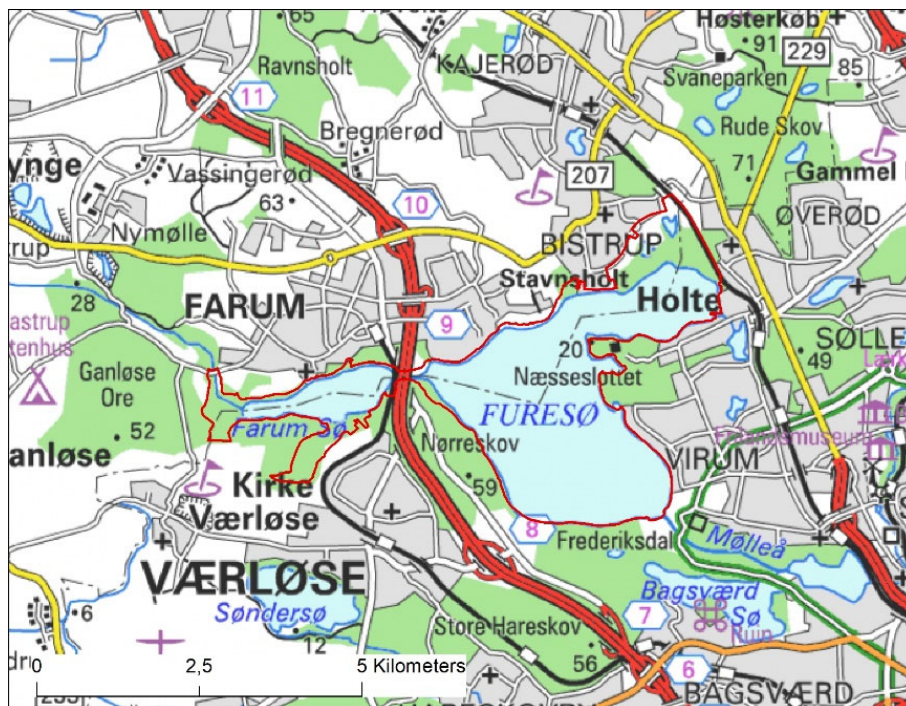 65
Høsterkøb
91
229
KAJERØD
Svaneparken
85
Ravnsholt
11
Bregnerød
Rude Skov
207
71
Gammel
ynge
Vassingerød
63
10
ØVERØD
Nymølle
BISTRUP
Stavnsholt
Holte
28
FARUM
9
20
49
SØLLE
Ganløse
Ore
Næsseslottet
FURESØ
52
Farum Sø
Nørreskov
VIRUM
anløse
Kirke
Værløse
59
8
Frederiksdal
Mølleå
VÆRLØSE
Bagsværd
Sø
Ruin
7
Søndersø
6
12
Store Hareskov
56
6
0
2,5
5 Kilometers
BAGSVÆRD